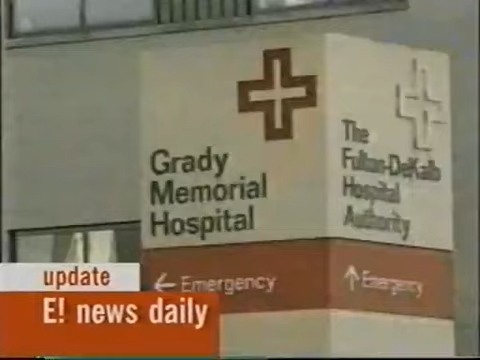 Grady
Memorial
Hospital
← Emergency
The
Fulton-DeKalb
Hospital
Authority
↑ Emergency
update
E! news daily